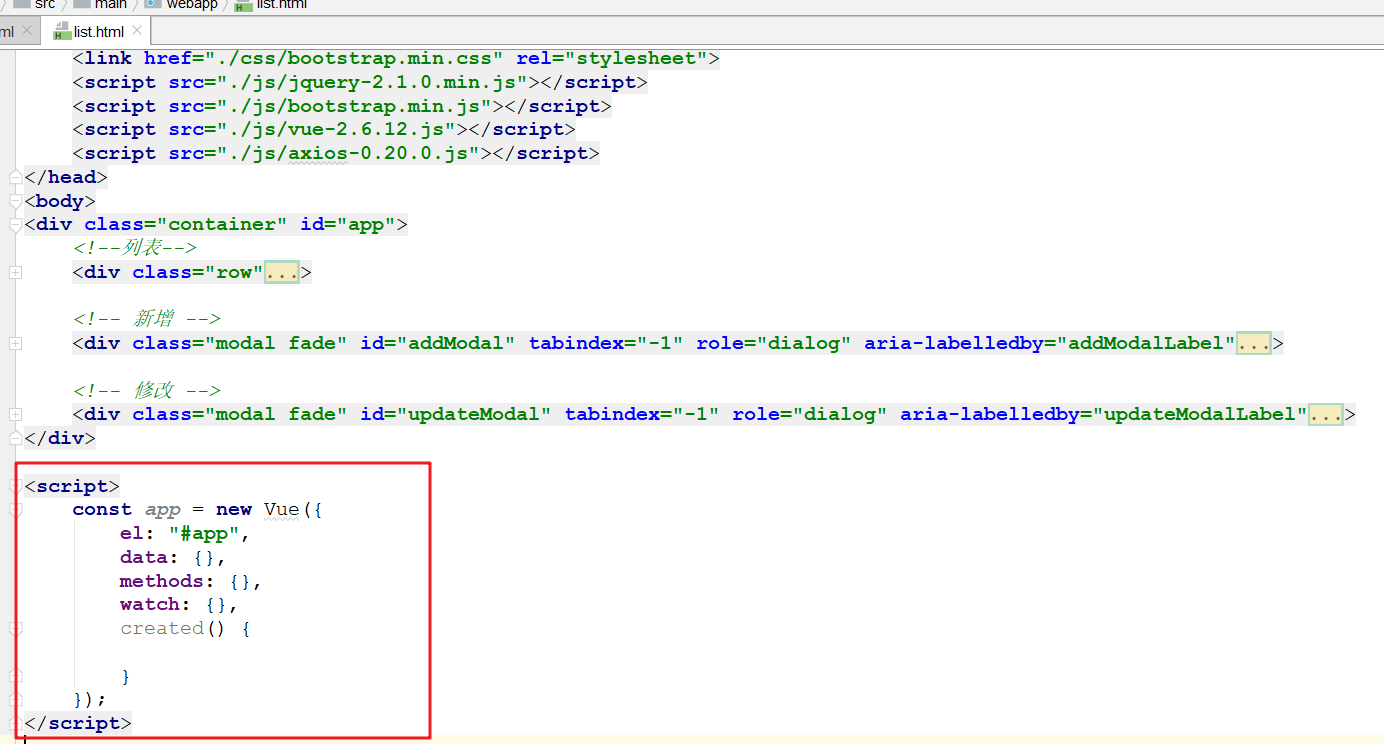 src main webapp list.html
ml list.html
<link href="./css/bootstrap.min.css" rel="stylesheet">
<script src="./js/jquery-2.1.0.min.js"></script>
<script src="./js/bootstrap.min.js"></script>
<script src="./js/vue-2.6.12.js"></script>
<script src="./js/axios-0.20.0.js"></script>
</head>
<body>
<div class="container" id="app">
<!--列表-->
<div class="row"...>
<!-- 新增 -->
<div class="modal fade" id="addModal" tabindex="-1" role="dialog" aria-labelledby="addModalLabel"...>
<!-- 修改 -->
<div class="modal fade" id="updateModal" tabindex="-1" role="dialog" aria-labelledby="updateModalLabel"...>
</div>
<script>
const app = new Vue({
el: "#app",
data: {},
methods: {},
watch: {},
created() {
}
});
</script>